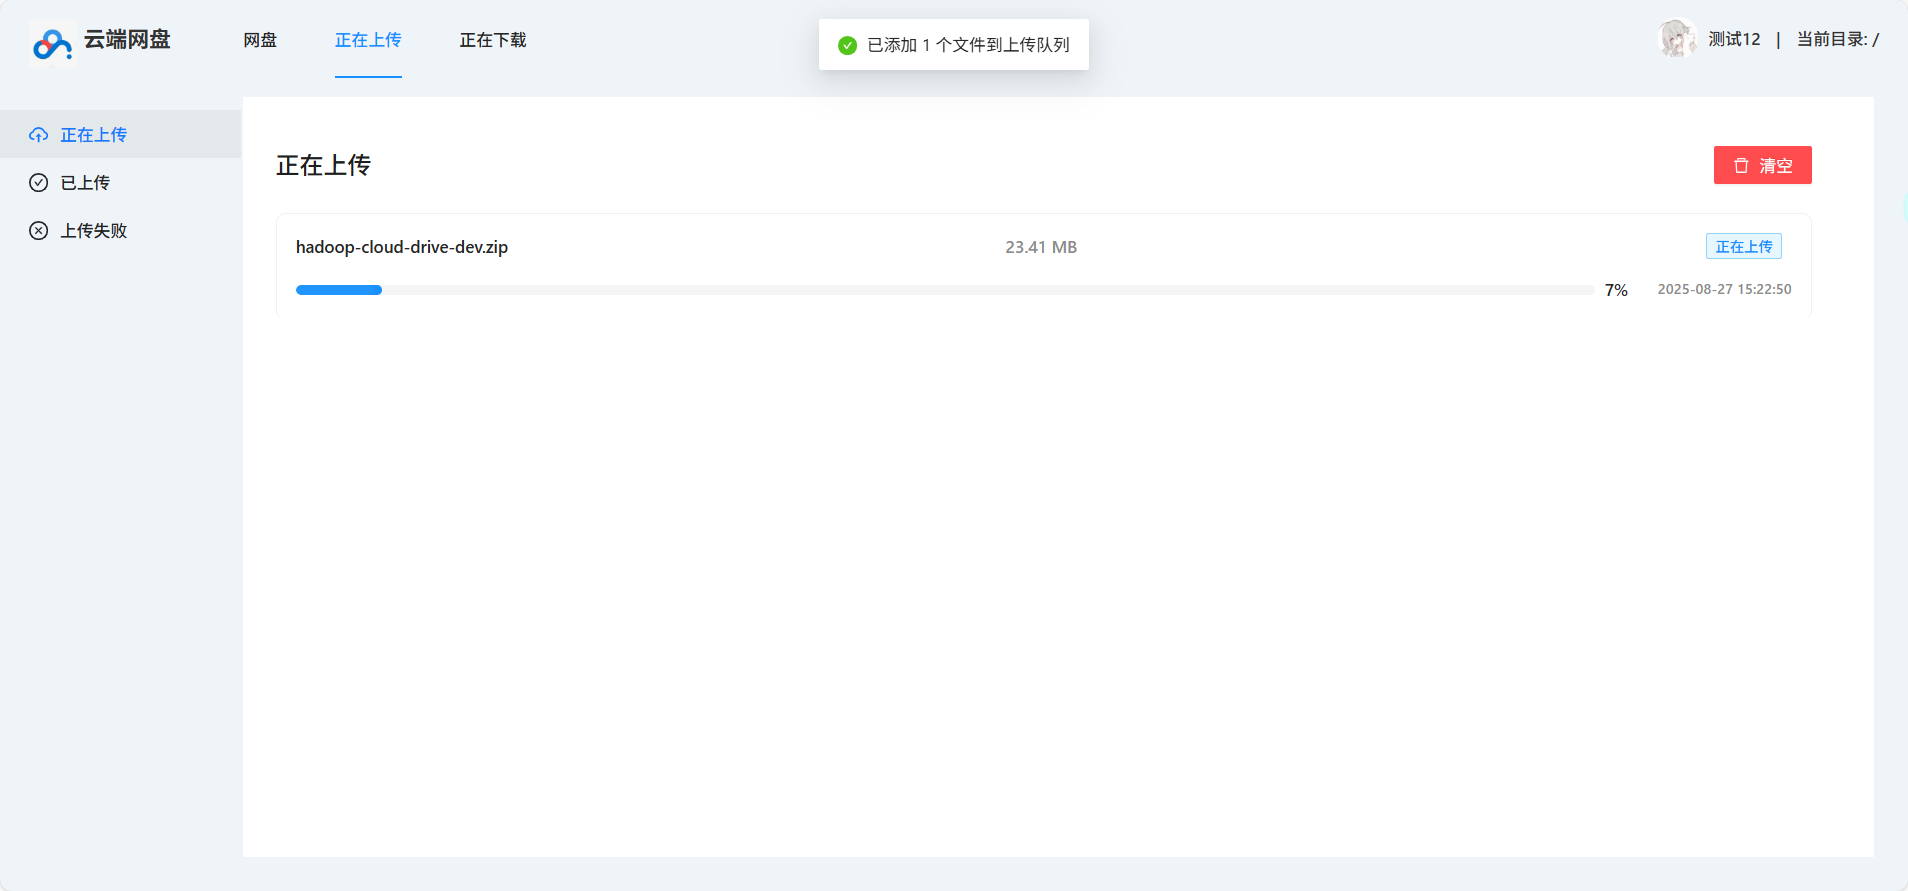 云端网盘
网盘
正在上传
正在下载
已添加 1 个文件到上传队列
测试12 | 当前目录: /
正在上传
已上传
上传失败
正在上传
清空
hadoop-cloud-drive-dev.zip
23.41 MB
正在上传
7%
2025-08-27 15:22:50